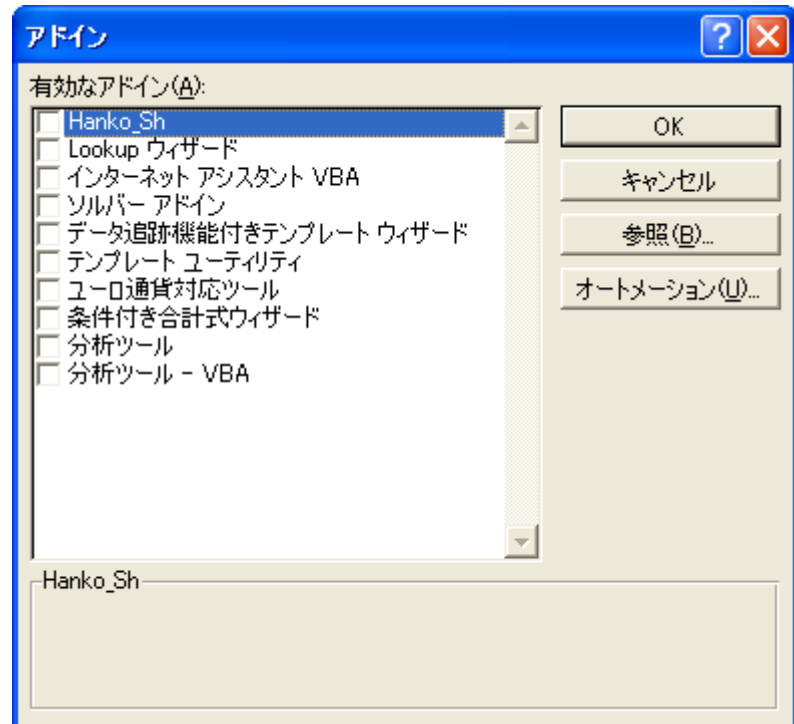 アドイン
有効なアドイン(A):
Hanko_Sh
Lookup ウィザード
インターネット アシスタント VBA
ソルバー アドイン
データ追跡機能付きテンプレート ウィザード
テンプレート ユーティリティ
ユーロ通貨対応ツール
条件付き合計式ウィザード
分析ツール
分析ツール - VBA
OK
キャンセル
参照(B)...
オートメーション(U)...
Hanko_Sh